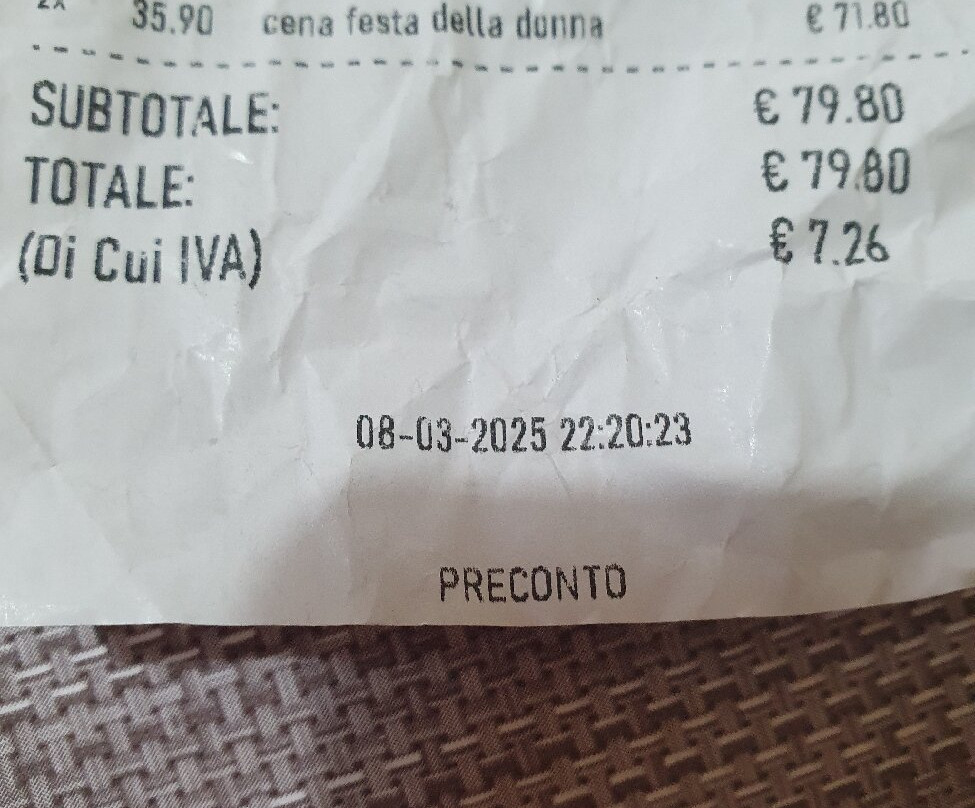 2X 35.90 cena festa della donna € 71.80
SUBTOTALE: € 79.80
TOTALE: € 79.80
(Di Cui IVA) € 7.26
08-03-2025 22:20:23
PRECONTO